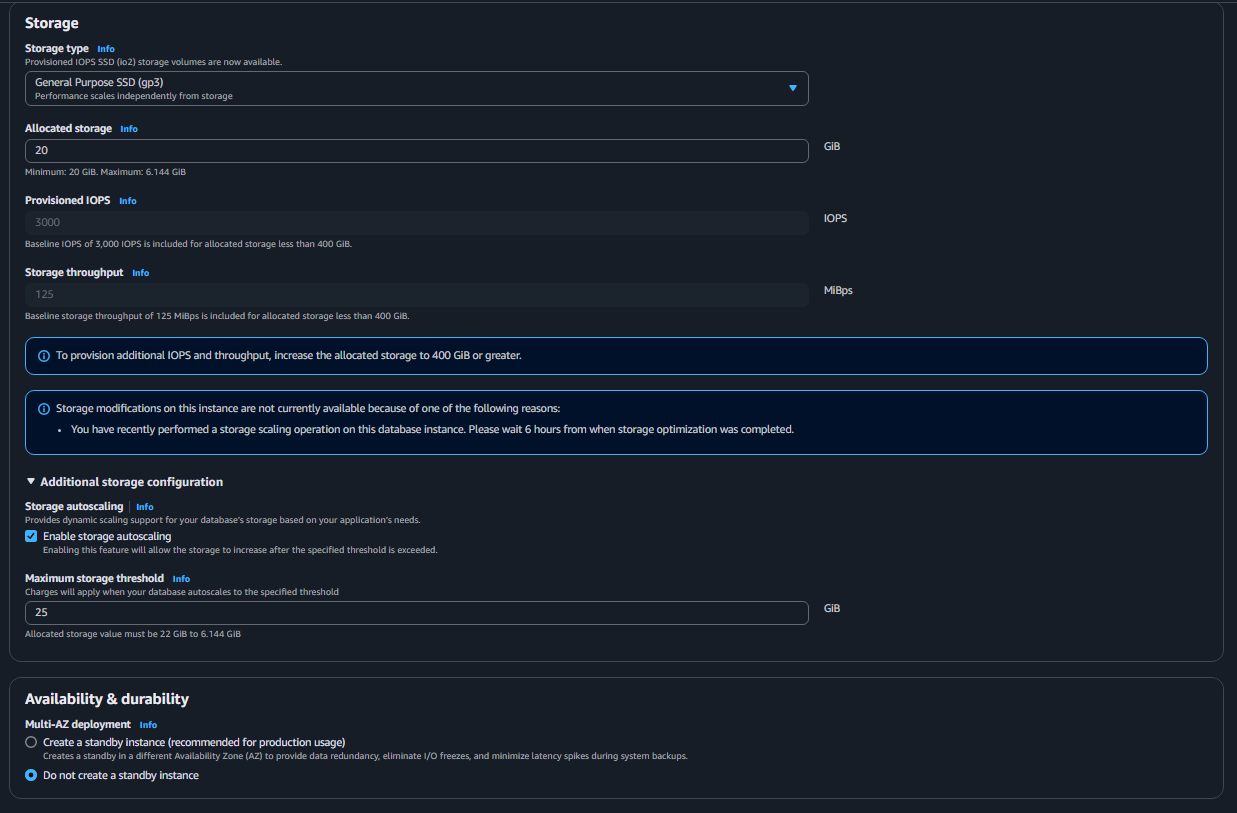 Storage
Storage type Info
Provisioned IOPS SSD (io2) storage volumes are now available.
General Purpose SSD (gp3)
Performance scales independently from storage
Allocated storage Info
20
GiB
Minimum: 20 GiB. Maximum: 6.144 GiB
Provisioned IOPS Info
3000
IOPS
Baseline IOPS of 3,000 IOPS is included for allocated storage less than 400 GiB.
Storage throughput Info
125
MiBps
Baseline storage throughput of 125 MiBps is included for allocated storage less than 400 GiB.
To provision additional IOPS and throughput, increase the allocated storage to 400 GiB or greater.
Storage modifications on this instance are not currently available because of one of the following reasons:
• You have recently performed a storage scaling operation on this database instance. Please wait 6 hours from when storage optimization was completed.
Additional storage configuration
Storage autoscaling Info
Provides dynamic scaling support for your database's storage based on your application's needs.
Enable storage autoscaling
Enabling this feature will allow the storage to increase after the specified threshold is exceeded.
Maximum storage threshold Info
Charges will apply when your database autoscales to the specified threshold
25
GiB
Allocated storage value must be 22 GiB to 6.144 GiB
Availability & durability
Multi-AZ deployment Info
Create a standby instance (recommended for production usage)
Creates a standby in a different Availability Zone (AZ) to provide data redundancy, eliminate I/O freezes, and minimize latency spikes during system backups.
Do not create a standby instance